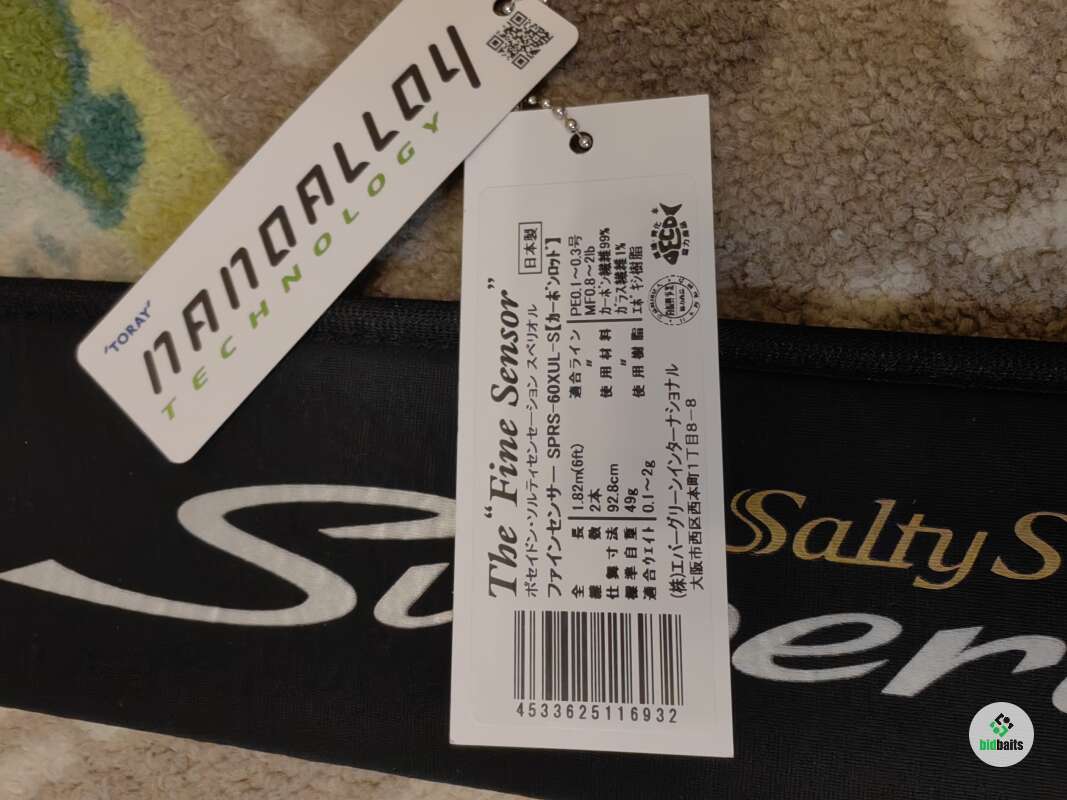 'TORAY'
nanoalloy
TECHNOLOGY
The "Fine Sensor"
ポセイドン・ソルティセンセーション スペリオル
日本製
ファインセンサー SPRS-60XUL-S【カーボンロッド】
全長 1.82m(6ft)
継数 2本
仕舞寸法 92.8cm
標準自重 49g
適合ウエイト 0.1~2g
適合ライン PE0.1~0.3号
〃 MF0.8~2lb
使用材料 カーボン繊維99%
〃 ガラス繊維1%
使用樹脂 エポキシ樹脂
(株)エバーグリーンインターナショナル
大阪市西区西本町1丁目8-8
4533625116932
Salty S
bidbaits